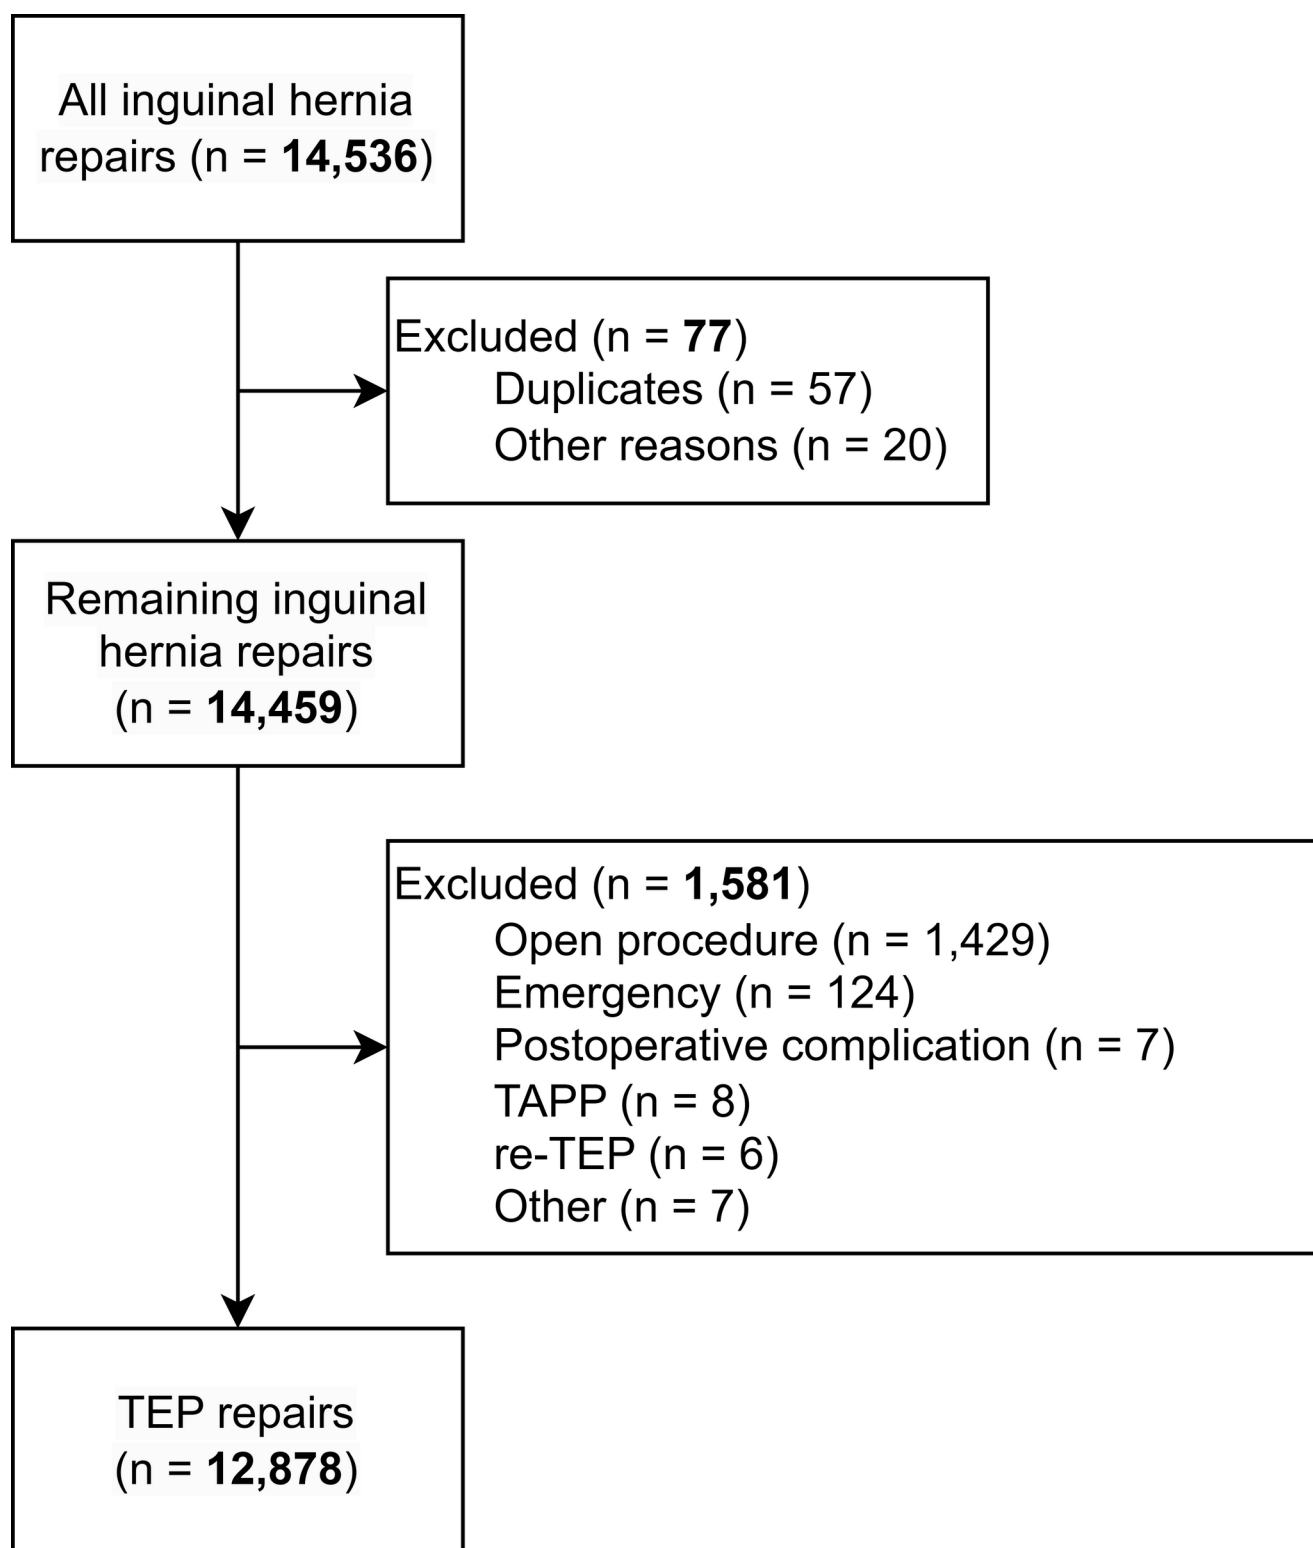 All inguinal hernia
repairs (n = 14,536)
Excluded (n = 77)
Duplicates (n = 57)
Other reasons (n = 20)
Remaining inguinal
hernia repairs
(n = 14,459)
Excluded (n = 1,581)
Open procedure (n = 1,429)
Emergency (n = 124)
Postoperative complication (n = 7)
TAPP (n = 8)
re-TEP (n = 6)
Other (n = 7)
TEP repairs
(n = 12,878)